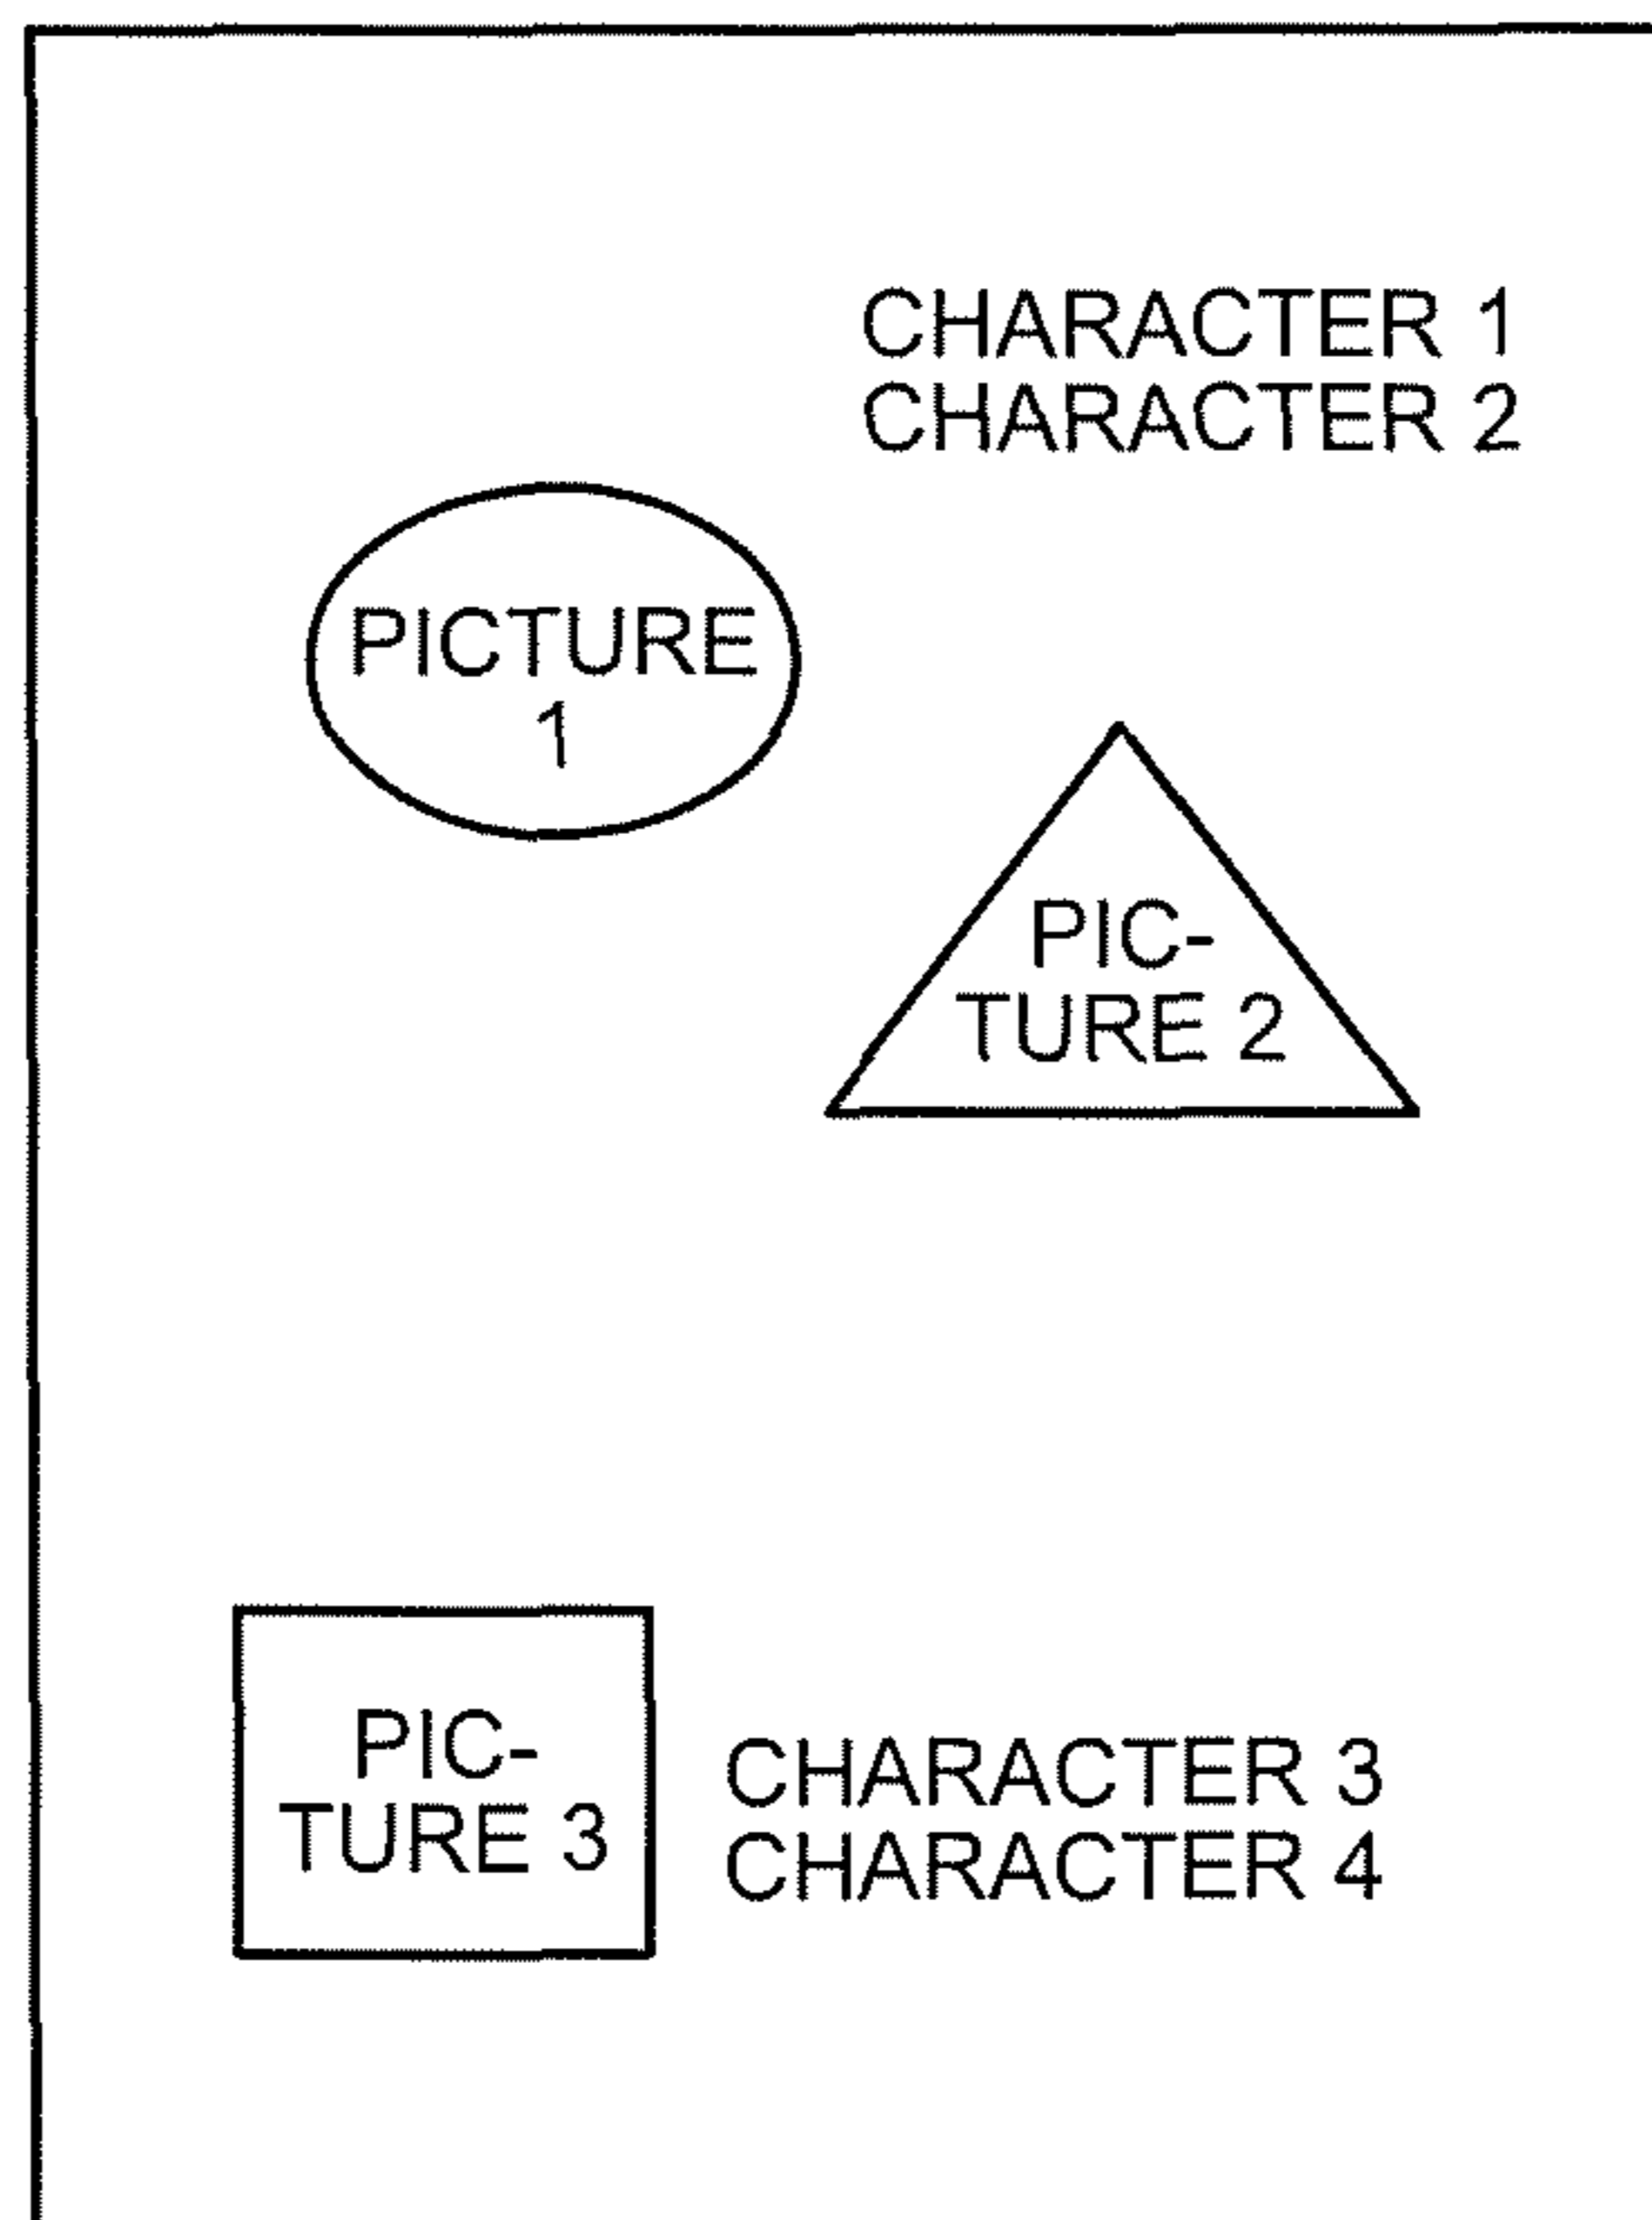 CHARACTER 1
CHARACTER 2
PICTURE
1
PIC-
TURE 2
PIC-
TURE 3
CHARACTER 3
CHARACTER 4